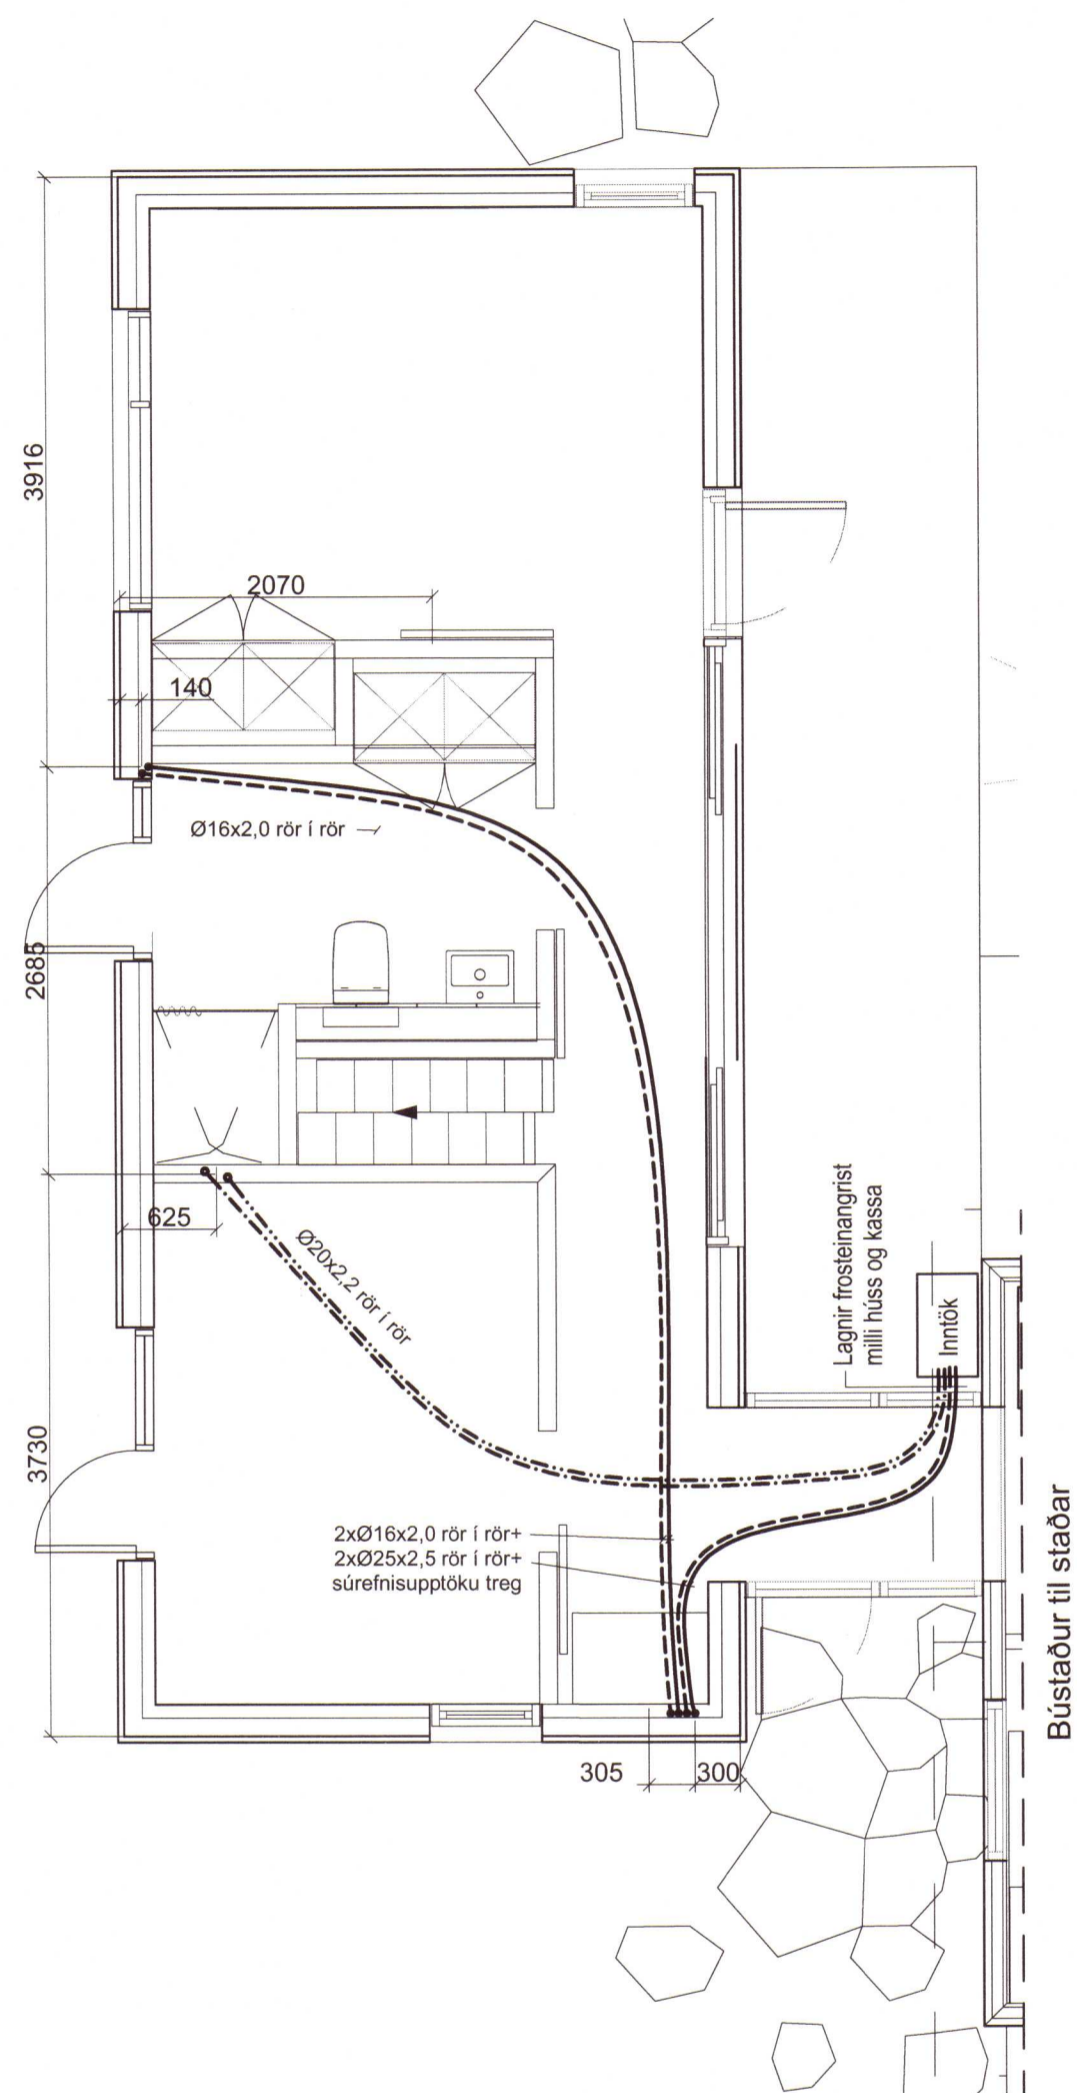 3916
2070
140
Ø16x2,0 rör í rör
2685
Lagnir frosteinangrist
milli húss og kassa
625
Ø20x2,2 rör í rör
Inntök
3730
2xØ16x2,0 rör í rör+
2xØ25x2,5 rör í rör+
súrefnisupptöku treg
Bústaður til staðar
305
300